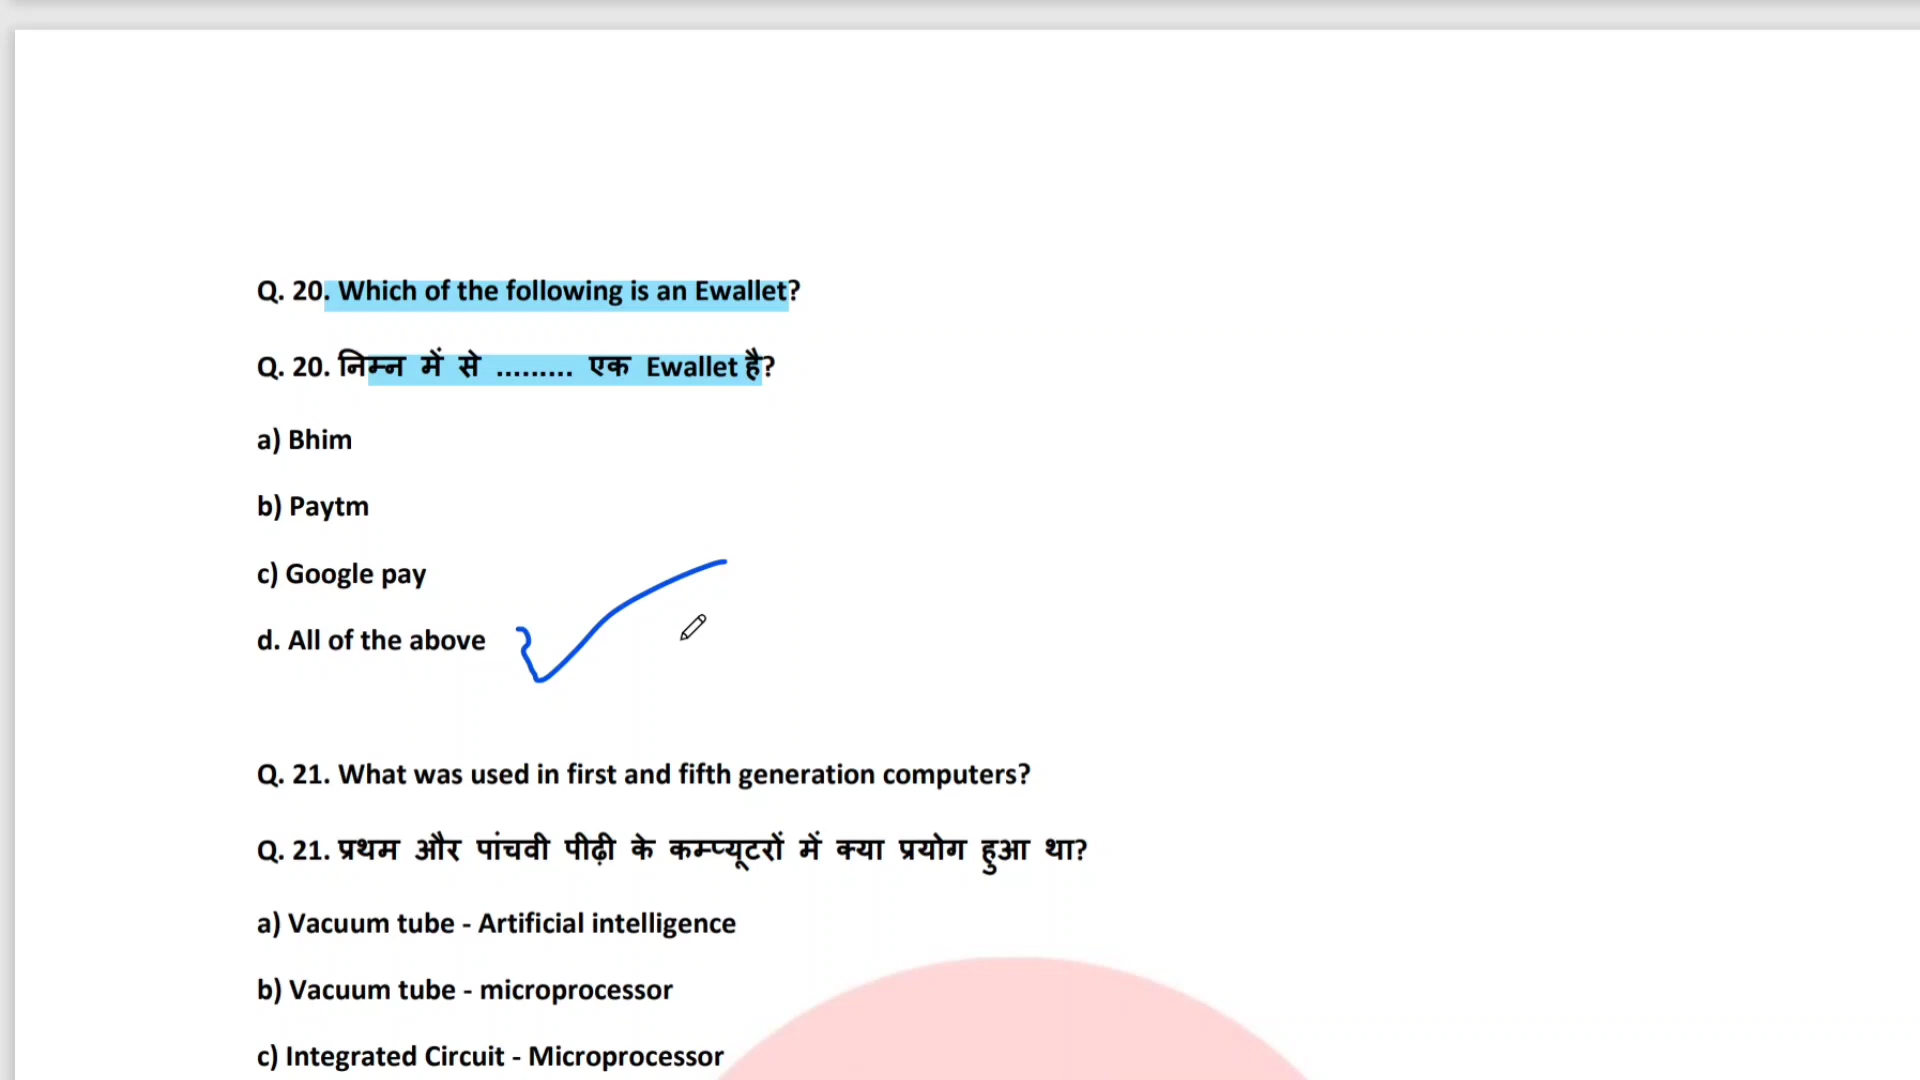 Q. 20. Which of the following is an Ewallet?
Q. 20. निम्न में से ......... एक Ewallet है?
a) Bhim
b) Paytm
c) Google pay
d. All of the above
Q. 21. What was used in first and fifth generation computers?
Q. 21. प्रथम और पांचवी पीढ़ी के कम्प्यूटरों में क्या प्रयोग हुआ था?
a) Vacuum tube - Artificial intelligence
b) Vacuum tube - microprocessor
c) Integrated Circuit - Microprocessor